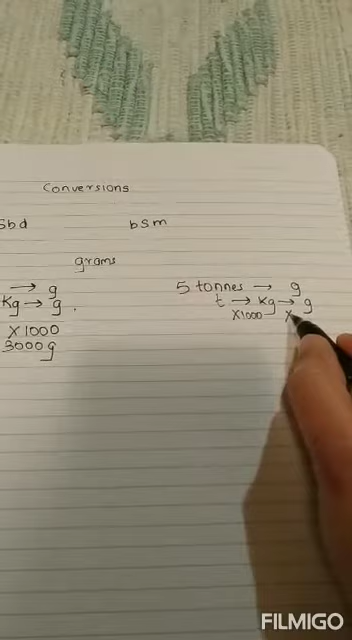 Conversions
Sbd bSm
grams
→ g
Kg → g .
X1000
3000g
5 tonnes → g
t → Kg → g
X1000 X
FILMIGO